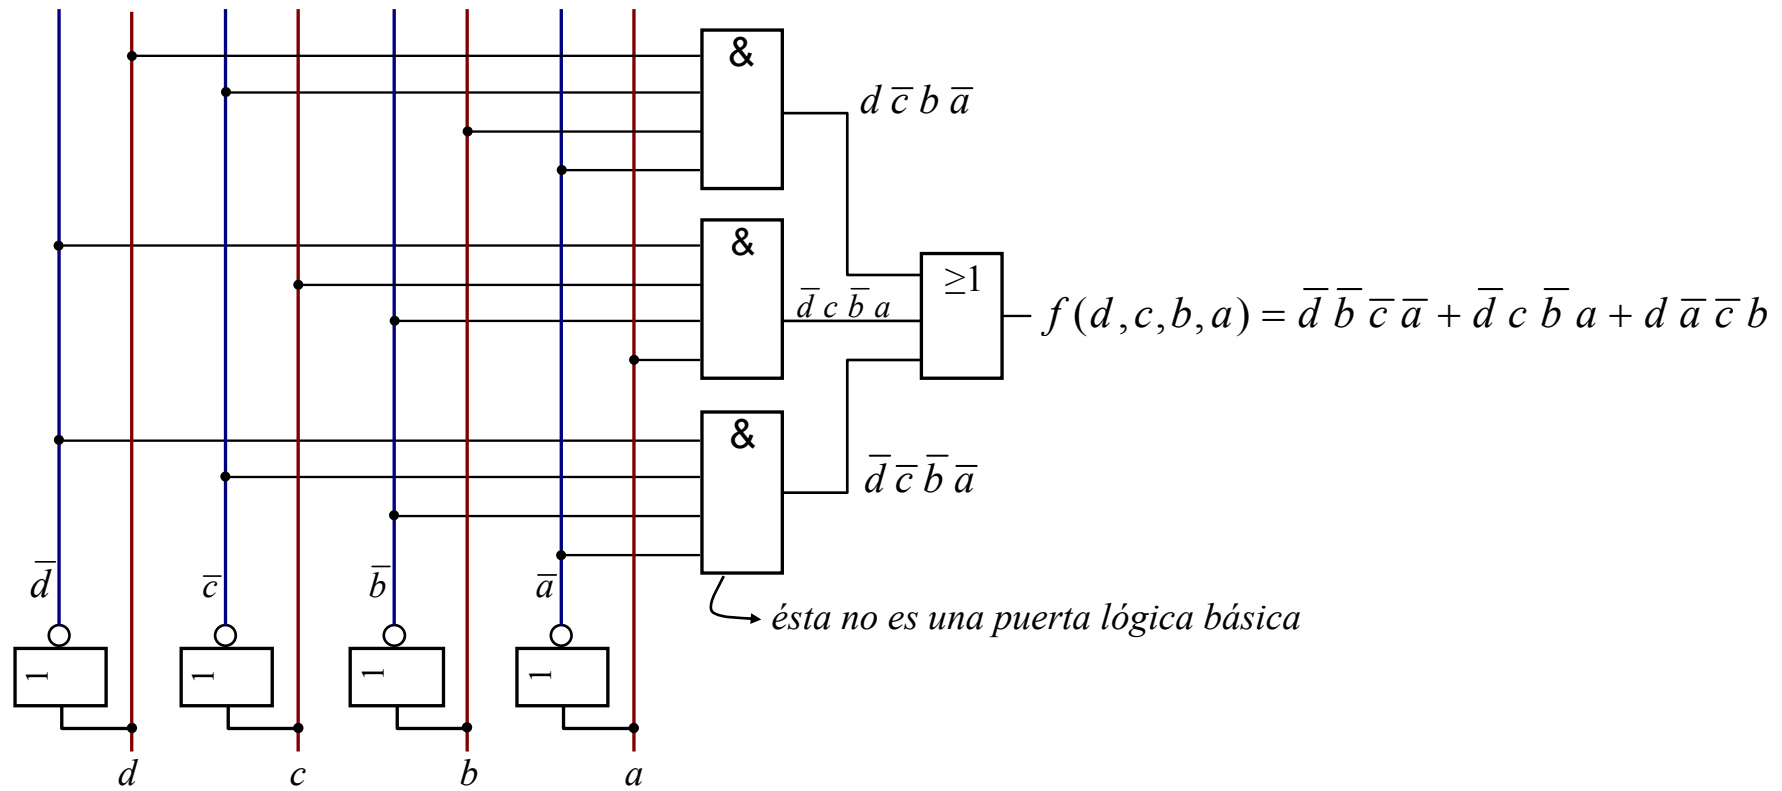 &
d c̅ b a̅
&
≥1
d̅ c b̅ a
f(d,c,b,a) = d̅ b̅ c̅ a̅ + d̅ c b̅ a + d a̅ c̅ b
&
d̅ c̅ b̅ a̅
d̅ c̅ b̅ a̅
ésta no es una puerta lógica básica
1 1 1 1
d c b a